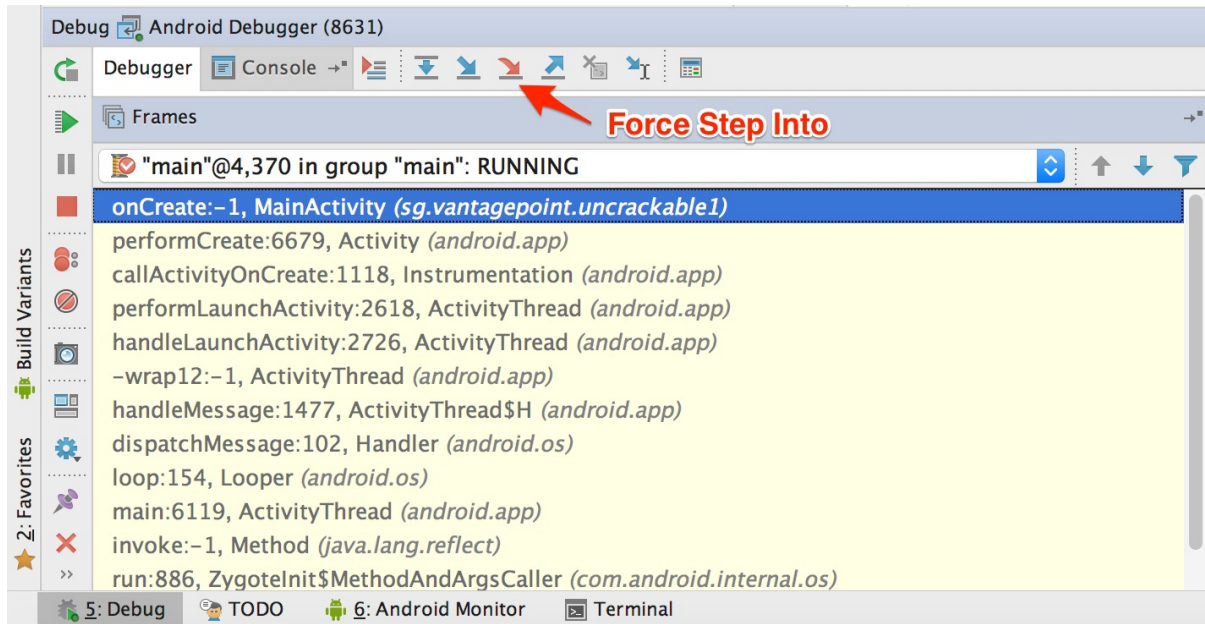 Debug Android Debugger (8631)
Debugger Console
Frames
Force Step Into
"main"@4,370 in group "main": RUNNING
onCreate:–1, MainActivity (sg.vantagepoint.uncrackable1)
performCreate:6679, Activity (android.app)
callActivityOnCreate:1118, Instrumentation (android.app)
performLaunchActivity:2618, ActivityThread (android.app)
handleLaunchActivity:2726, ActivityThread (android.app)
–wrap12:–1, ActivityThread (android.app)
handleMessage:1477, ActivityThread$H (android.app)
dispatchMessage:102, Handler (android.os)
loop:154, Looper (android.os)
main:6119, ActivityThread (android.app)
invoke:–1, Method (java.lang.reflect)
run:886, ZygoteInit$MethodAndArgsCaller (com.android.internal.os)
Build Variants
2: Favorites
5: Debug TODO 6: Android Monitor Terminal